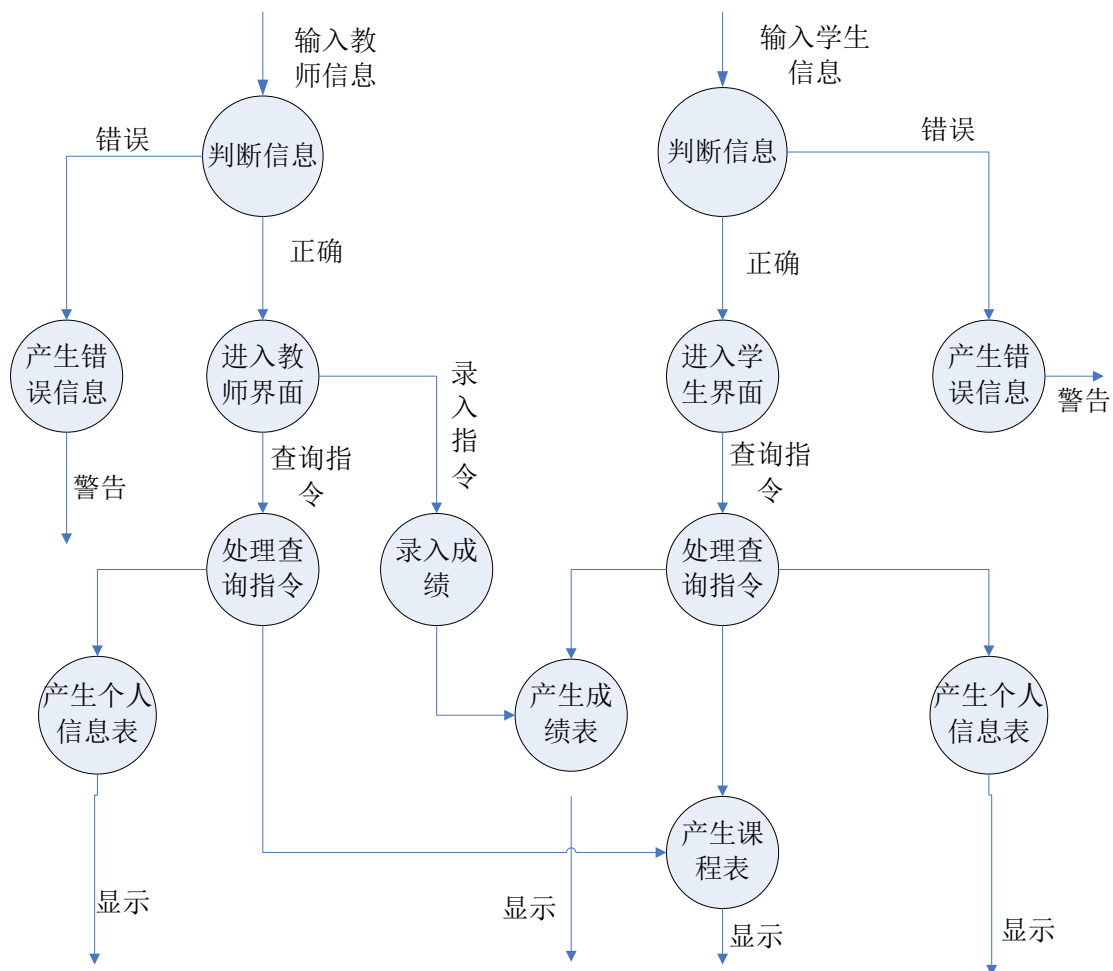 输入教
师信息
输入学生
信息
错误
判断信息
判断信息
错误
正确
正确
产生错
误信息
进入教
师界面
录
入
指
令
进入学
生界面
产生错
误信息
警告
警告
查询指
令
查询指
令
处理查
询指令
录入成
绩
处理查
询指令
产生个人
信息表
产生成
绩表
产生个人
信息表
产生课
程表
显示
显示
显示
显示